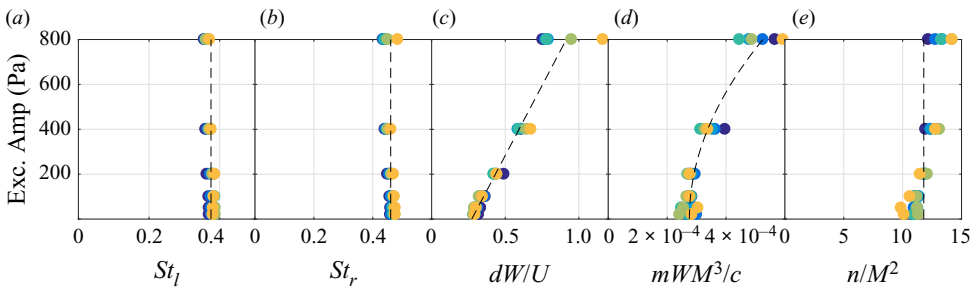 (a) (b) (c) (d) (e)
800
600
400
200
Exc. Amp (Pa)
0 0.2 0.4 0 0.2 0.4 0 0.5 1.0 0 2 × 10⁻⁴ 4 × 10⁻⁴ 0 5 10 15
St_l St_r dW/U mWM³/c n/M²